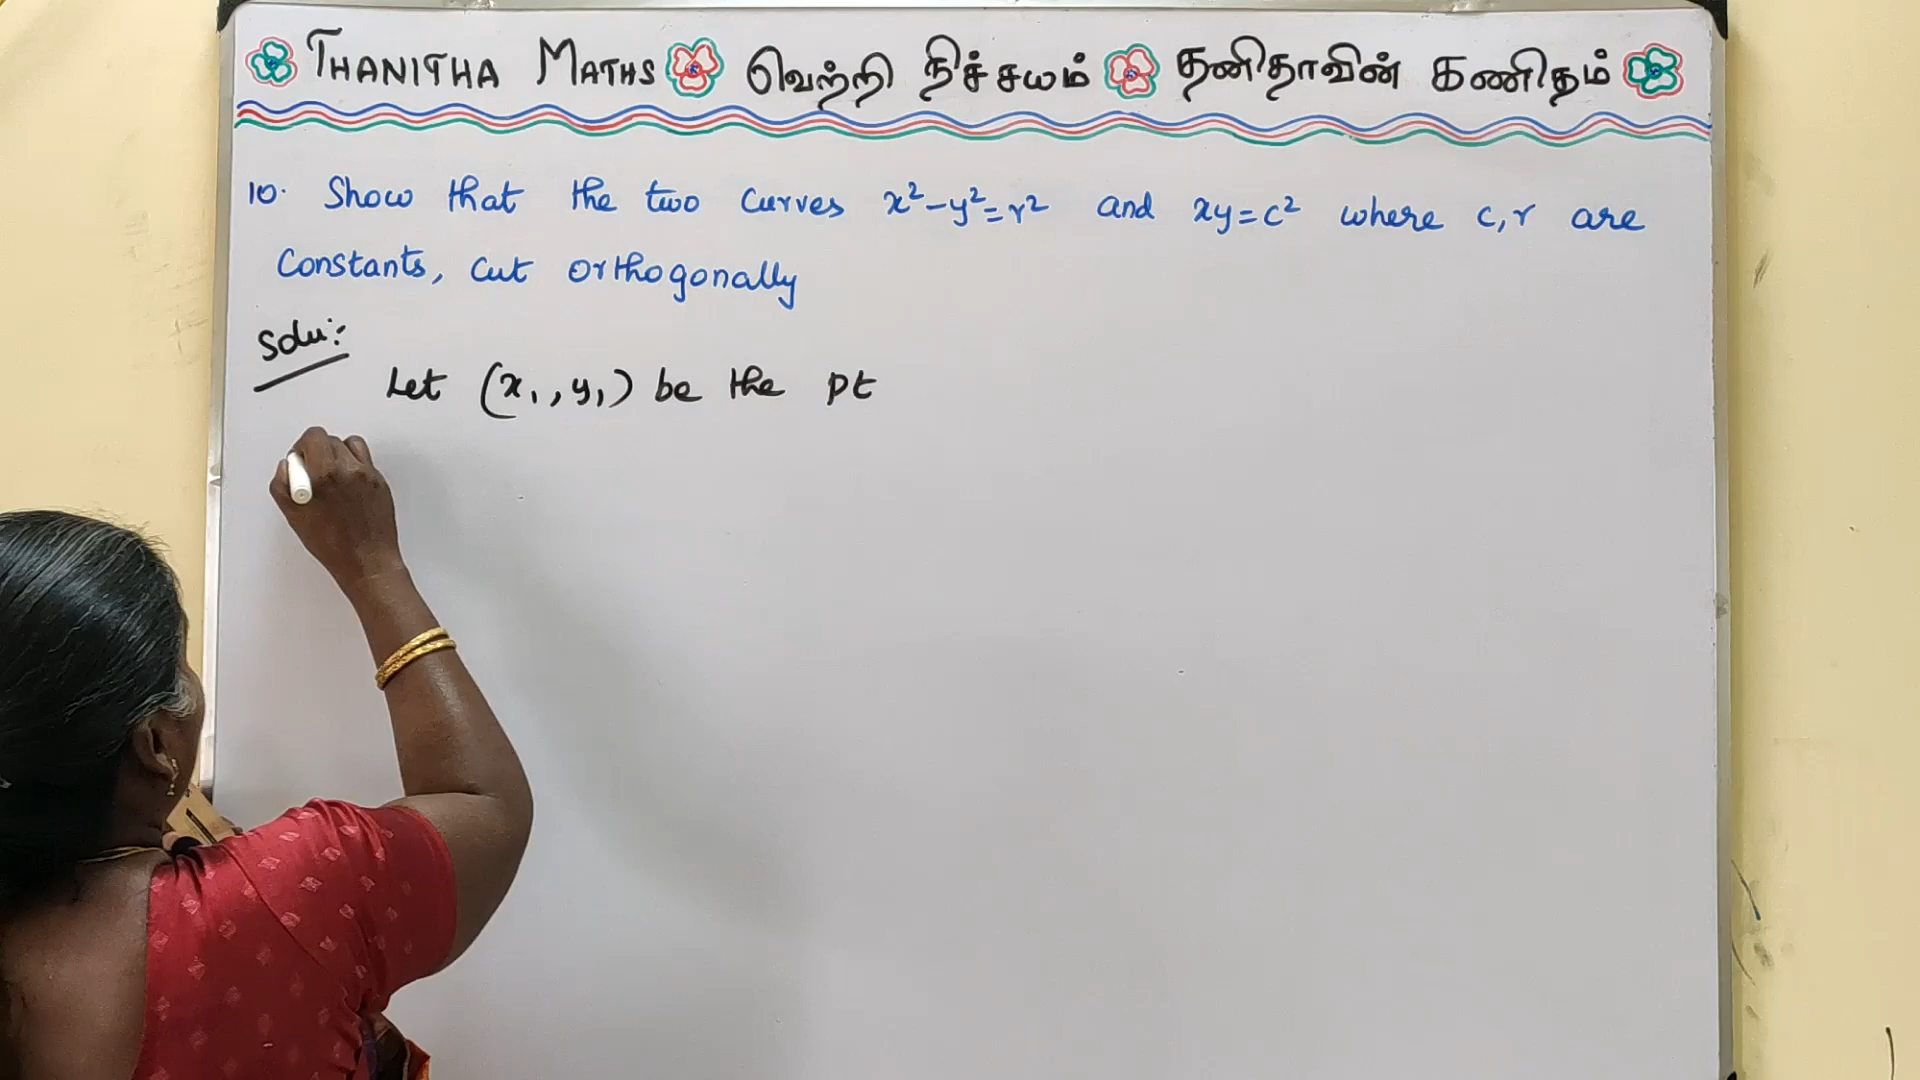 THANITHA MATHS வெற்றி நிச்சயம் தனிதாவின் கணிதம்
10. Show that the two curves x²-y²=r² and xy=c² where c,r are
constants, cut orthogonally
Solu:
Let (x₁,y₁) be the pt